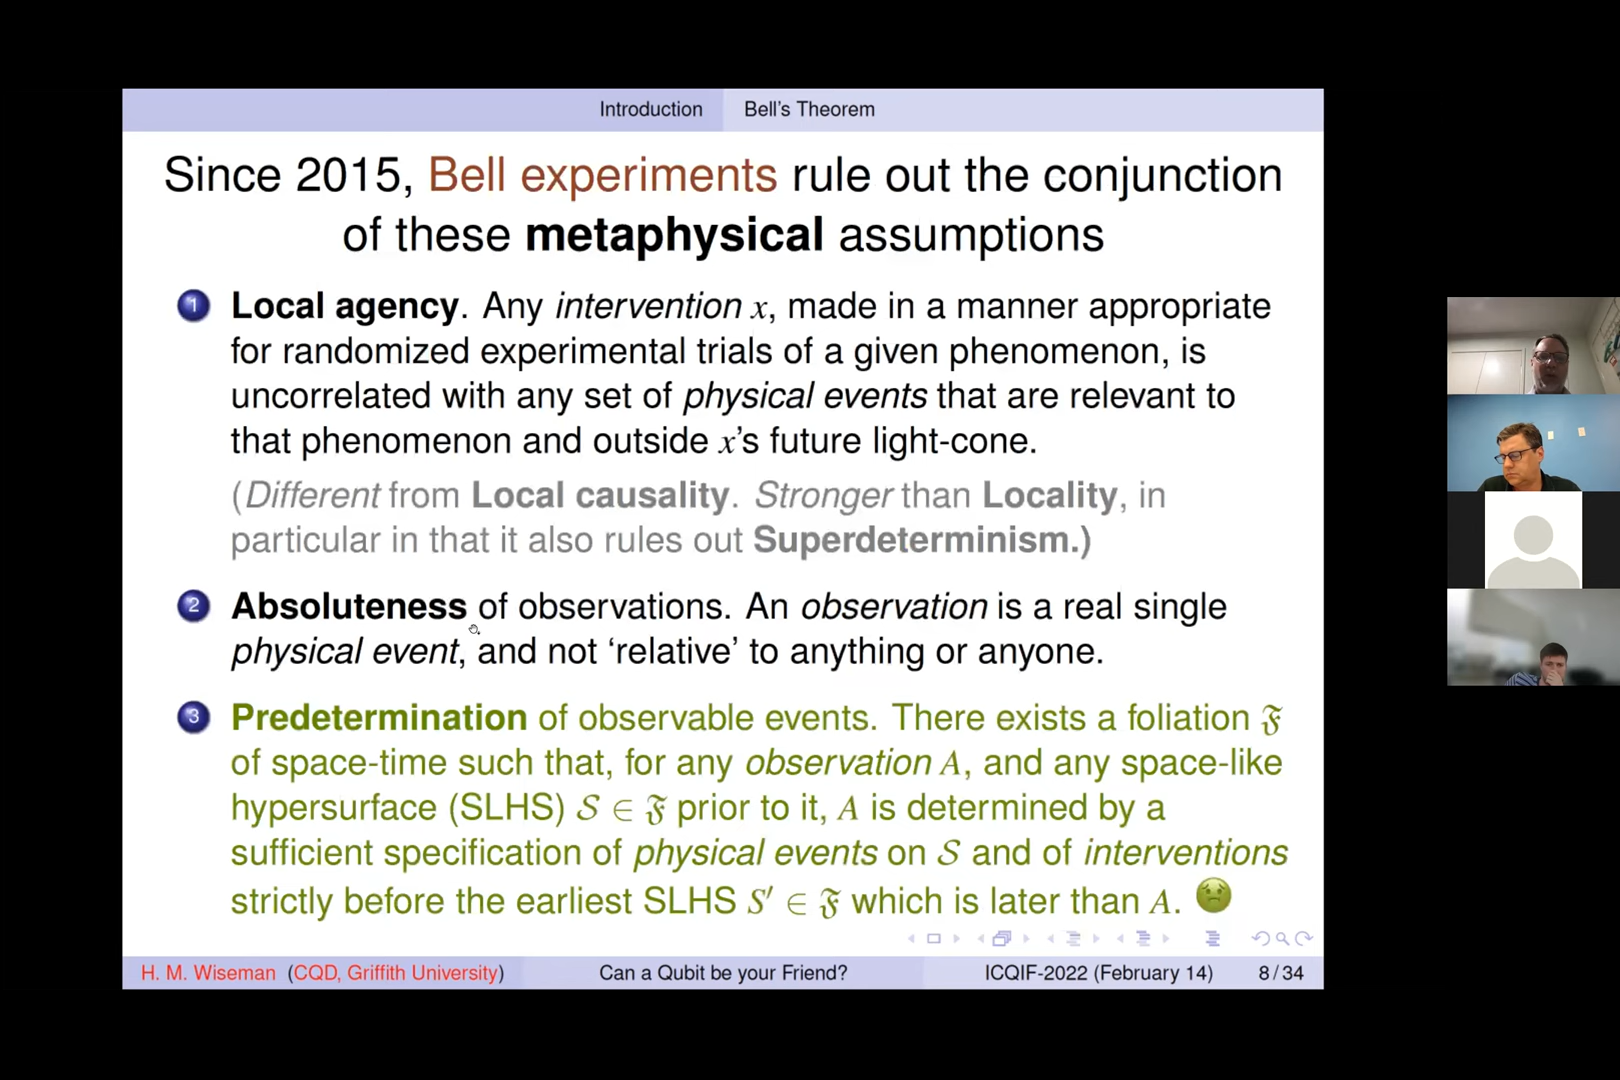 Introduction Bell's Theorem
Since 2015, Bell experiments rule out the conjunction
of these metaphysical assumptions
1 Local agency. Any intervention x, made in a manner appropriate
for randomized experimental trials of a given phenomenon, is
uncorrelated with any set of physical events that are relevant to
that phenomenon and outside x's future light-cone.
(Different from Local causality. Stronger than Locality, in
particular in that it also rules out Superdeterminism.)
2 Absoluteness of observations. An observation is a real single
physical event, and not ‘relative’ to anything or anyone.
3 Predetermination of observable events. There exists a foliation 𝔉
of space-time such that, for any observation A, and any space-like
hypersurface (SLHS) 𝒮 ∈ 𝔉 prior to it, A is determined by a
sufficient specification of physical events on 𝒮 and of interventions
strictly before the earliest SLHS S′ ∈ 𝔉 which is later than A.
H. M. Wiseman (CQD, Griffith University) Can a Qubit be your Friend? ICQIF-2022 (February 14) 8 / 34